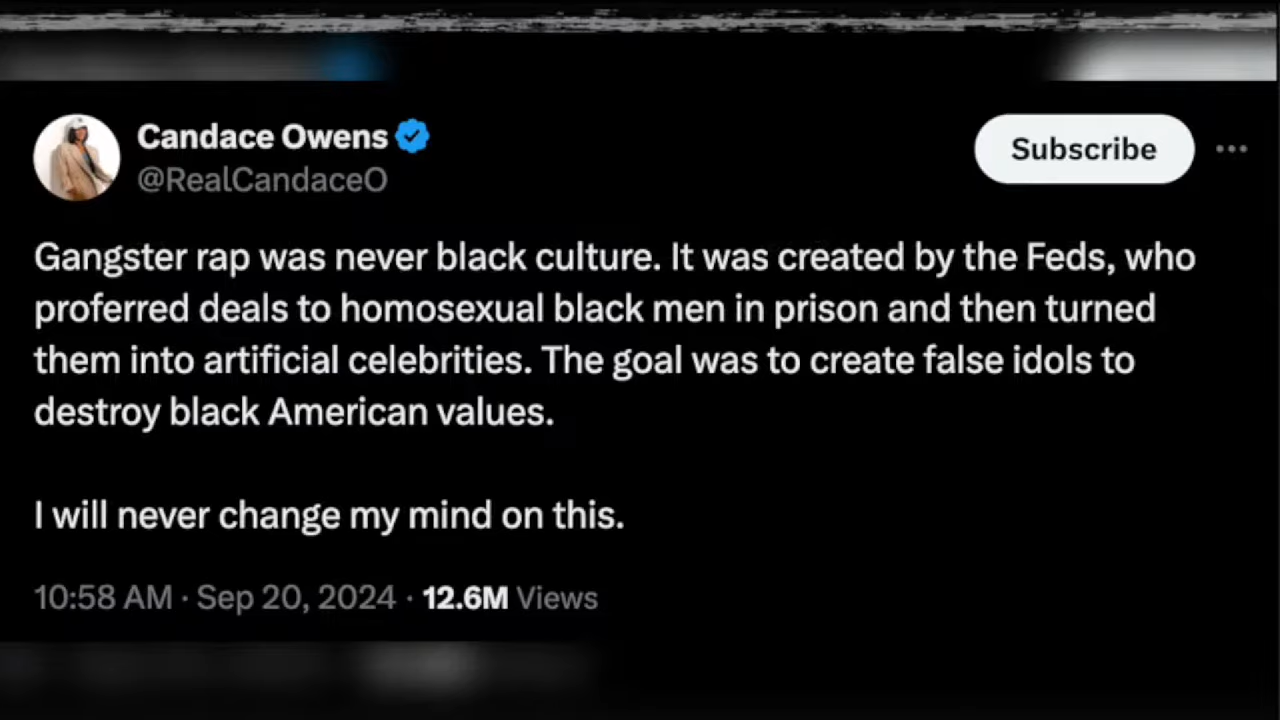 Candace Owens
@RealCandaceO
Subscribe
Gangster rap was never black culture. It was created by the Feds, who
proferred deals to homosexual black men in prison and then turned
them into artificial celebrities. The goal was to create false idols to
destroy black American values.
I will never change my mind on this.
10:58 AM · Sep 20, 2024 · 12.6M Views